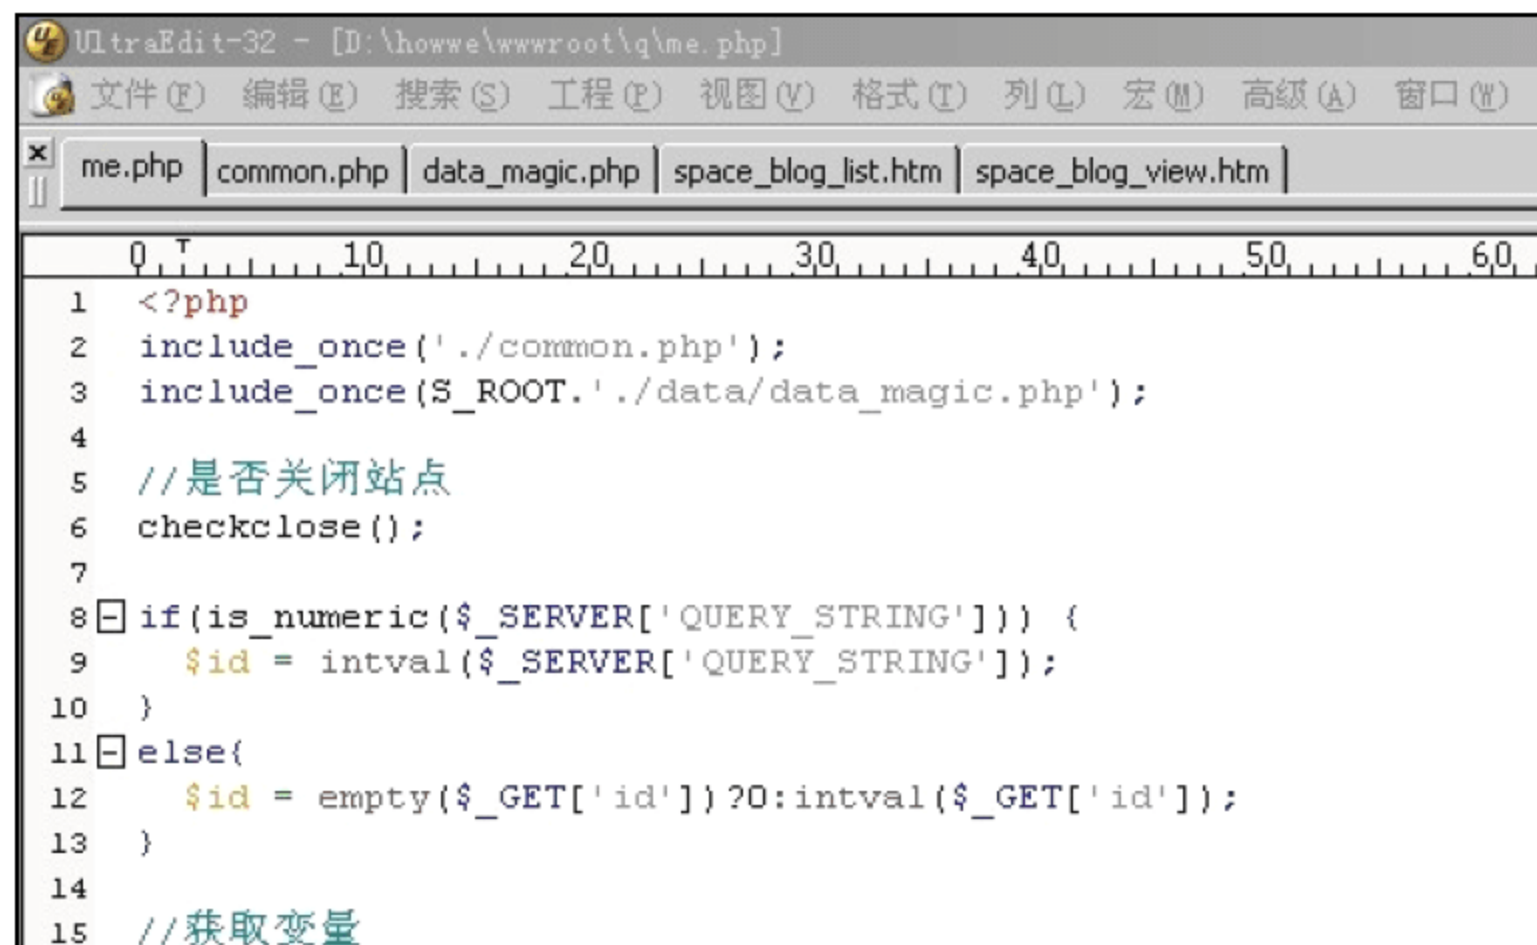 UltraEdit-32 - [D:\howwe\wwwroot\q\me.php]
文件(F) 编辑(E) 搜索(S) 工程(P) 视图(V) 格式(T) 列(L) 宏(M) 高级(A) 窗口(W)
me.php common.php data_magic.php space_blog_list.htm space_blog_view.htm
0 10 20 30 40 50 60
1 <?php
2 include_once('./common.php');
3 include_once(S_ROOT.'./data/data_magic.php');
4
5 //是否关闭站点
6 checkclose();
7
8 if(is_numeric($_SERVER['QUERY_STRING'])) {
9 $id = intval($_SERVER['QUERY_STRING']);
10 }
11 else{
12 $id = empty($_GET['id'])?0:intval($_GET['id']);
13 }
14
15 //获取变量